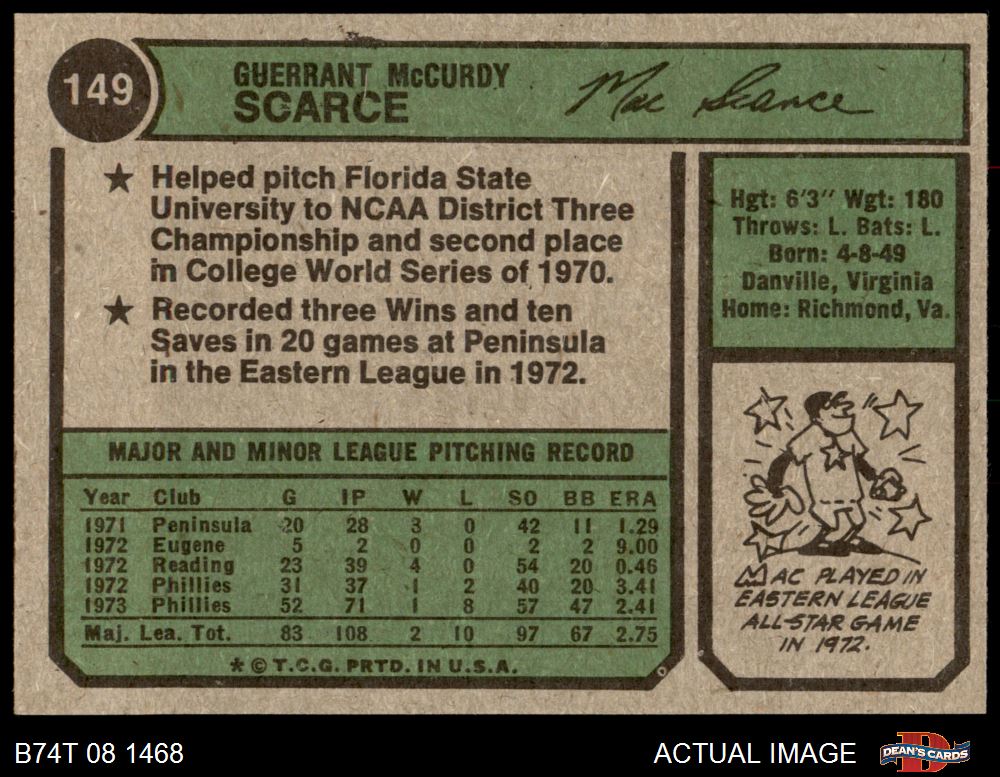 149
GUERRANT McCURDY
SCARCE
Mac Scarce
★ Helped pitch Florida State
University to NCAA District Three
Championship and second place
in College World Series of 1970.
★ Recorded three Wins and ten
Saves in 20 games at Peninsula
in the Eastern League in 1972.
Hgt: 6'3" Wgt: 180
Throws: L. Bats: L.
Born: 4-8-49
Danville, Virginia
Home: Richmond, Va.
MAJOR AND MINOR LEAGUE PITCHING RECORD
Year Club G IP W L SO BB ERA
1971 Peninsula 20 28 3 0 42 11 1.29
1972 Eugene 5 2 0 0 2 2 9.00
1972 Reading 23 39 4 0 54 20 0.46
1972 Phillies 31 37 1 2 40 20 3.41
1973 Phillies 52 71 1 8 57 47 2.41
Maj. Lea. Tot. 83 108 2 10 97 67 2.75
* © T.C.G. PRTD. IN U.S.A.
MAC PLAYED IN
EASTERN LEAGUE
ALL-STAR GAME
IN 1972.
B74T 08 1468
ACTUAL IMAGE
D
DEAN'S CARDS